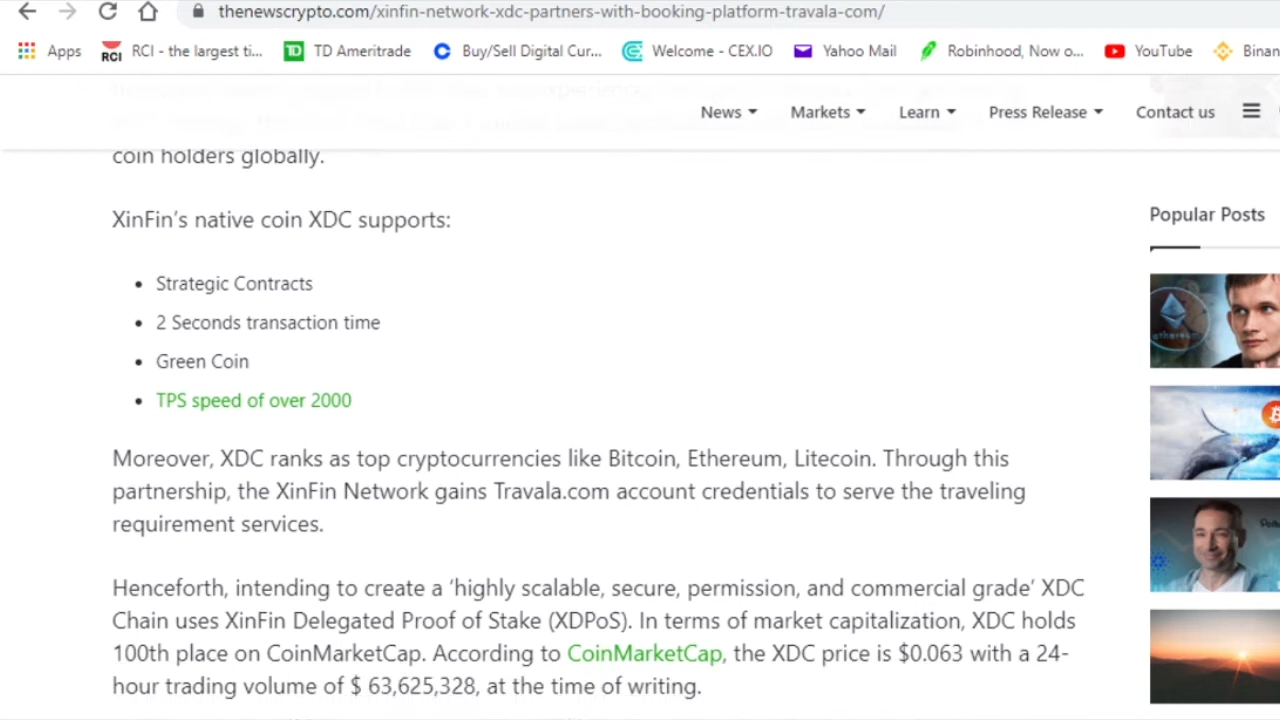 thenewscrypto.com/xinfin-network-xdc-partners-with-booking-platform-travala-com/
Apps RCI RCI - the largest ti... TD TD Ameritrade Buy/Sell Digital Cur... Welcome - CEX.IO Yahoo Mail Robinhood, Now o... YouTube Binan
News Markets Learn Press Release Contact us
coin holders globally.
XinFin’s native coin XDC supports:
Popular Posts
• Strategic Contracts
• 2 Seconds transaction time
• Green Coin
• TPS speed of over 2000
ethereum
Moreover, XDC ranks as top cryptocurrencies like Bitcoin, Ethereum, Litecoin. Through this
partnership, the XinFin Network gains Travala.com account credentials to serve the traveling
requirement services.
Henceforth, intending to create a ‘highly scalable, secure, permission, and commercial grade’ XDC
Chain uses XinFin Delegated Proof of Stake (XDPoS). In terms of market capitalization, XDC holds
100th place on CoinMarketCap. According to CoinMarketCap, the XDC price is $0.063 with a 24-
hour trading volume of $ 63,625,328, at the time of writing.